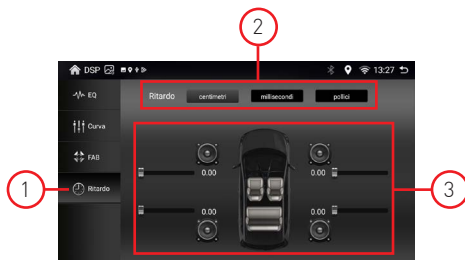 2
DSP 13:27
EQ
Ritardo centimetri millisecondi pollici
Curva
FAB
0.00 0.00
1 Ritardo 3
0.00 0.00